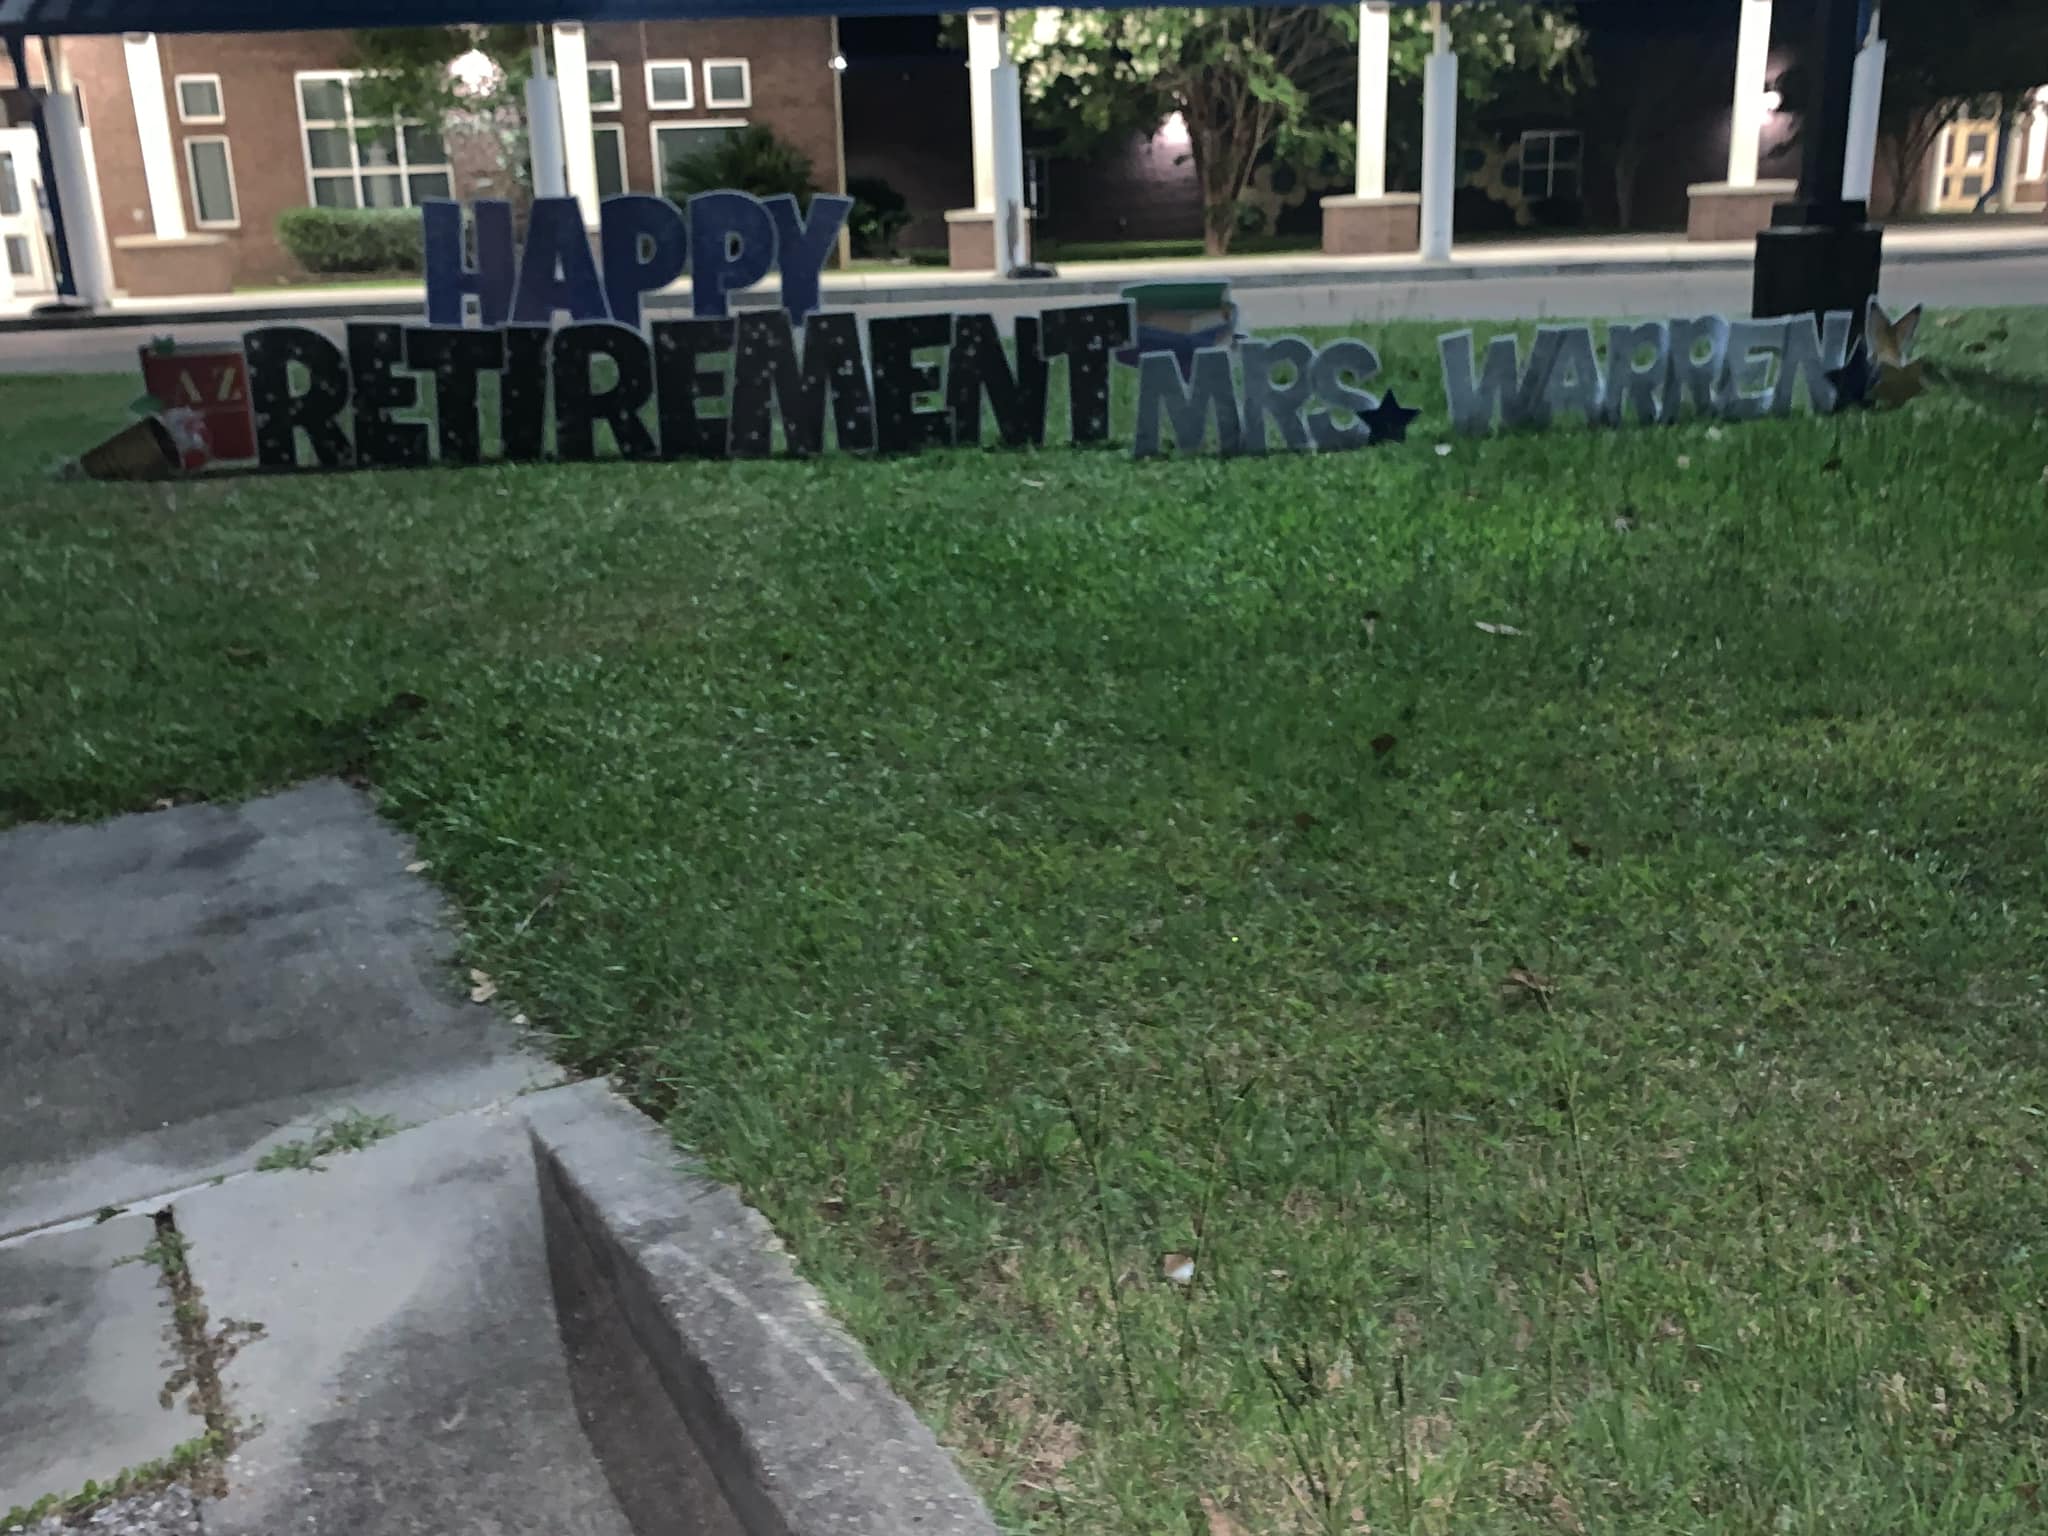 HAPPY
RETIREMENT MRS WARREN
A Z